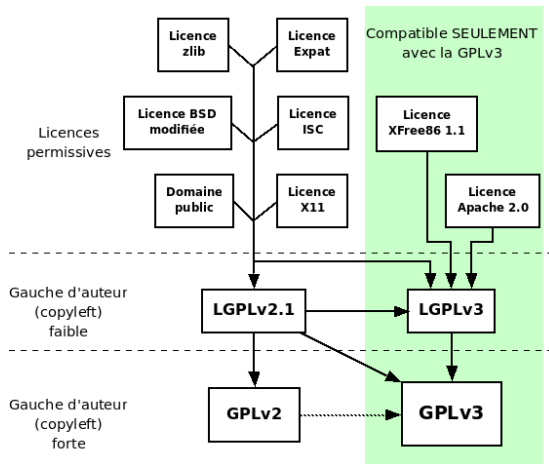 Licence
zlib
Licence
Expat
Compatible SEULEMENT
avec la GPLv3
Licences
permissives
Licence BSD
modifiée
Licence
ISC
Licence
XFree86 1.1
Domaine
public
Licence
X11
Licence
Apache 2.0
Gauche d'auteur
(copyleft)
faible
LGPLv2.1
LGPLv3
Gauche d'auteur
(copyleft)
forte
GPLv2
GPLv3